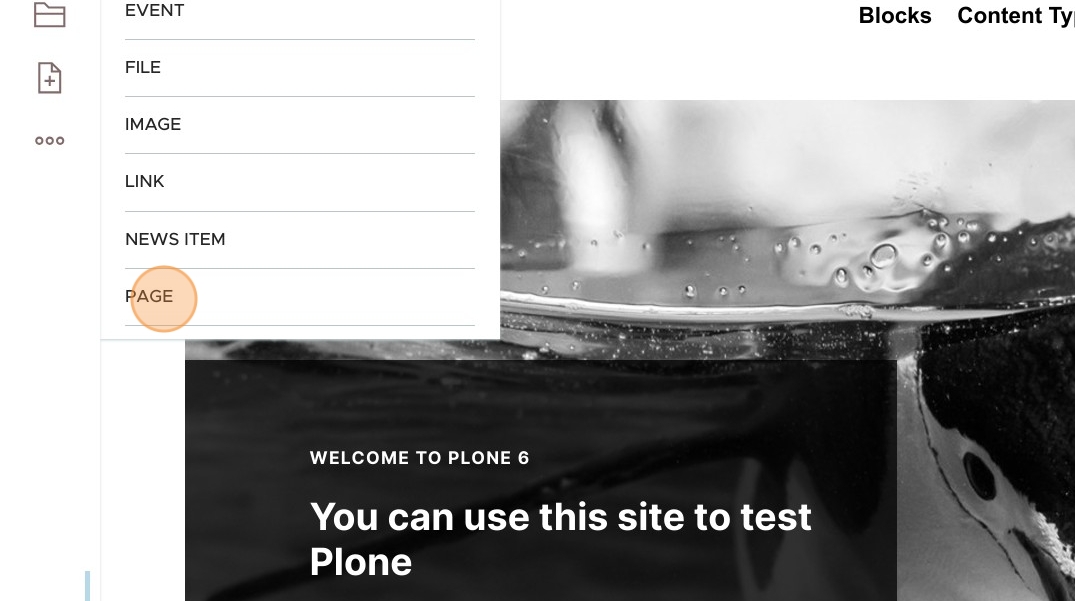 EVENT
FILE
IMAGE
LINK
NEWS ITEM
PAGE
Blocks Content
WELCOME TO PLONE 6
You can use this site to test
Plone